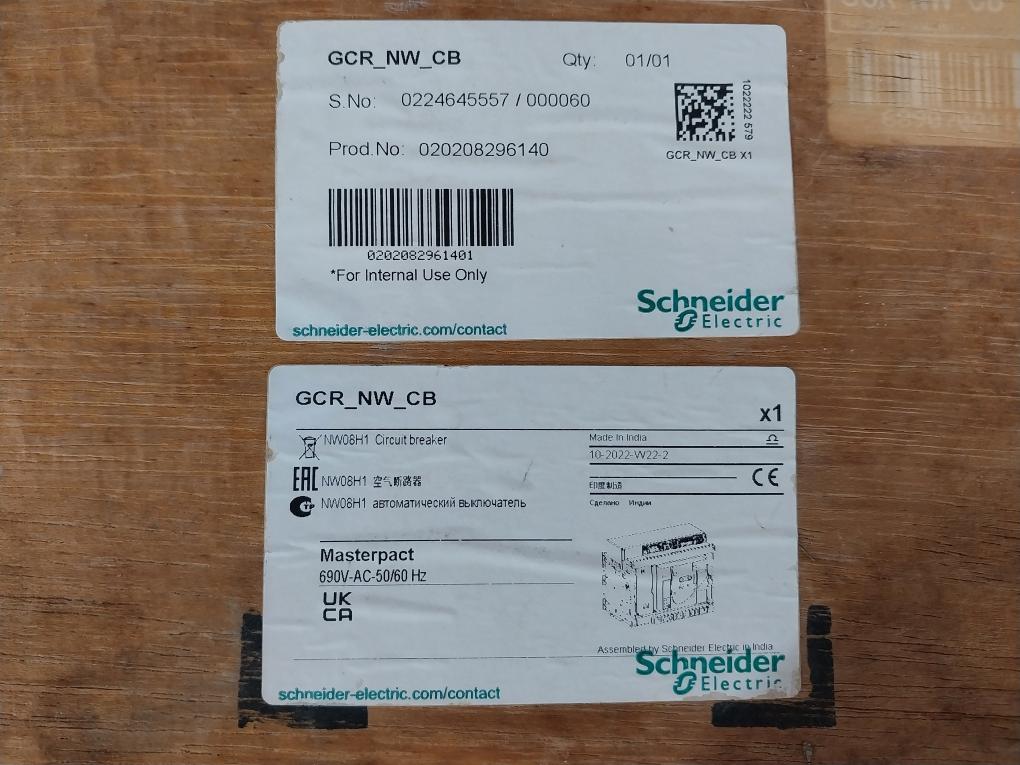 GCR_NW_CB Qty: 01/01
S.No: 0224645557 / 000060
Prod.No: 020208296140
1022222 579
GCR_NW_CB X1
0202082961401
*For Internal Use Only
Schneider
Electric
schneider-electric.com/contact
GCR_NW_CB
x1
NW08H1 Circuit breaker
Made In India
10-2022-W22-2
EAC NW08H1 空气断路器
CE
印度制造
NW08H1 автоматический выключатель
Сделано Индии
Masterpact
690V-AC-50/60 Hz
UK
CA
Assembled by Schneider Electric in India
Schneider
Electric
schneider-electric.com/contact